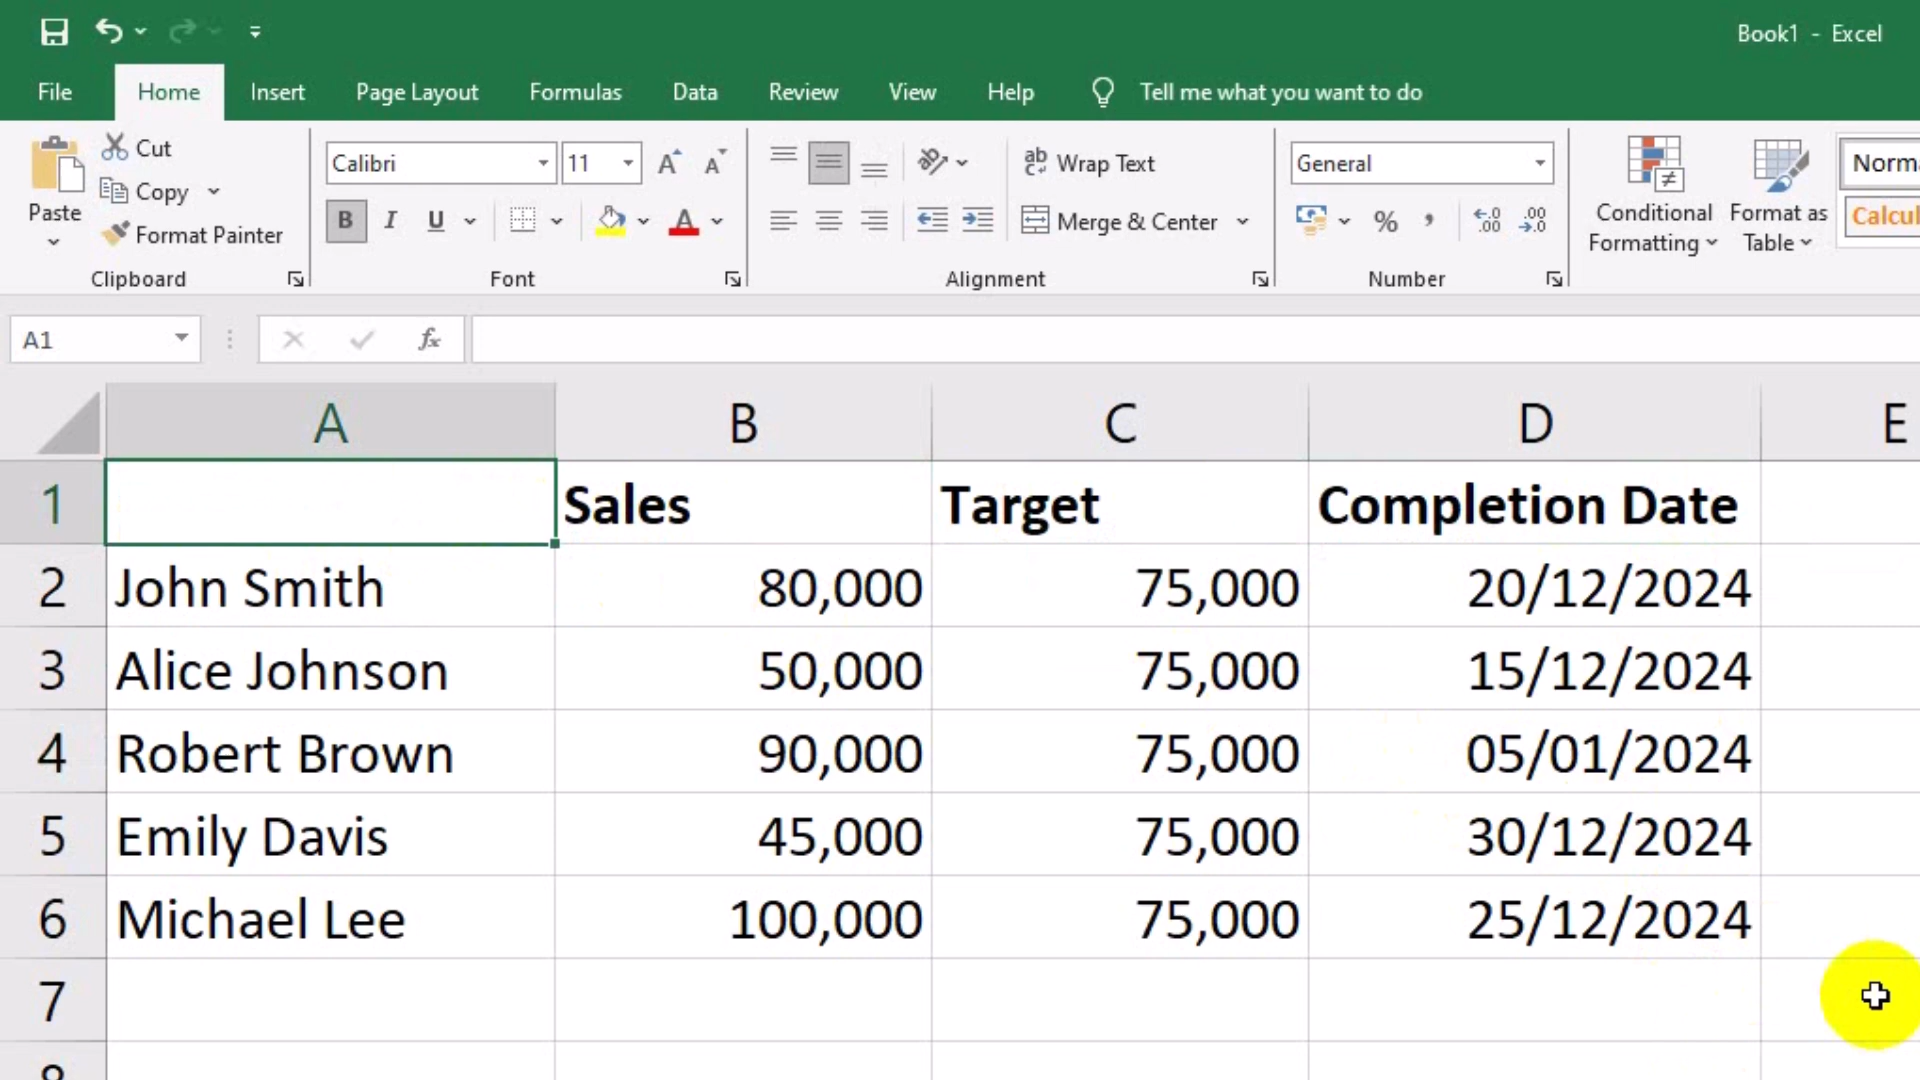 Book1 - Excel
File Home Insert Page Layout Formulas Data Review View Help Tell me what you want to do
Paste
Cut
Copy
Format Painter
Clipboard
Calibri 11
B I U A
Font
Wrap Text
Merge & Center
Alignment
General
% ,
Number
Conditional Formatting
Format as Table
Norma
Calcul
A1 fx
A B C D E
1 Sales Target Completion Date
2 John Smith 80,000 75,000 20/12/2024
3 Alice Johnson 50,000 75,000 15/12/2024
4 Robert Brown 90,000 75,000 05/01/2024
5 Emily Davis 45,000 75,000 30/12/2024
6 Michael Lee 100,000 75,000 25/12/2024
7